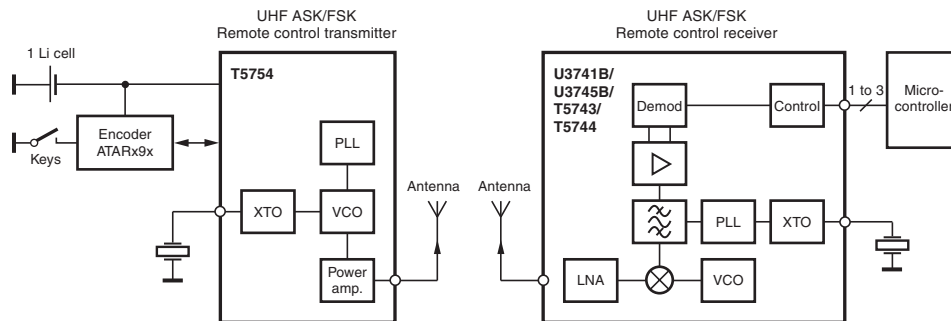 UHF ASK/FSK
Remote control transmitter
1 Li cell
T5754
Encoder
ATARx9x
Keys
PLL
XTO
VCO
Power
amp.
Antenna
UHF ASK/FSK
Remote control receiver
Antenna
U3741B/
U3745B/
T5743/
T5744
Demod
Control
1 to 3
Micro-
controller
PLL
XTO
LNA
VCO